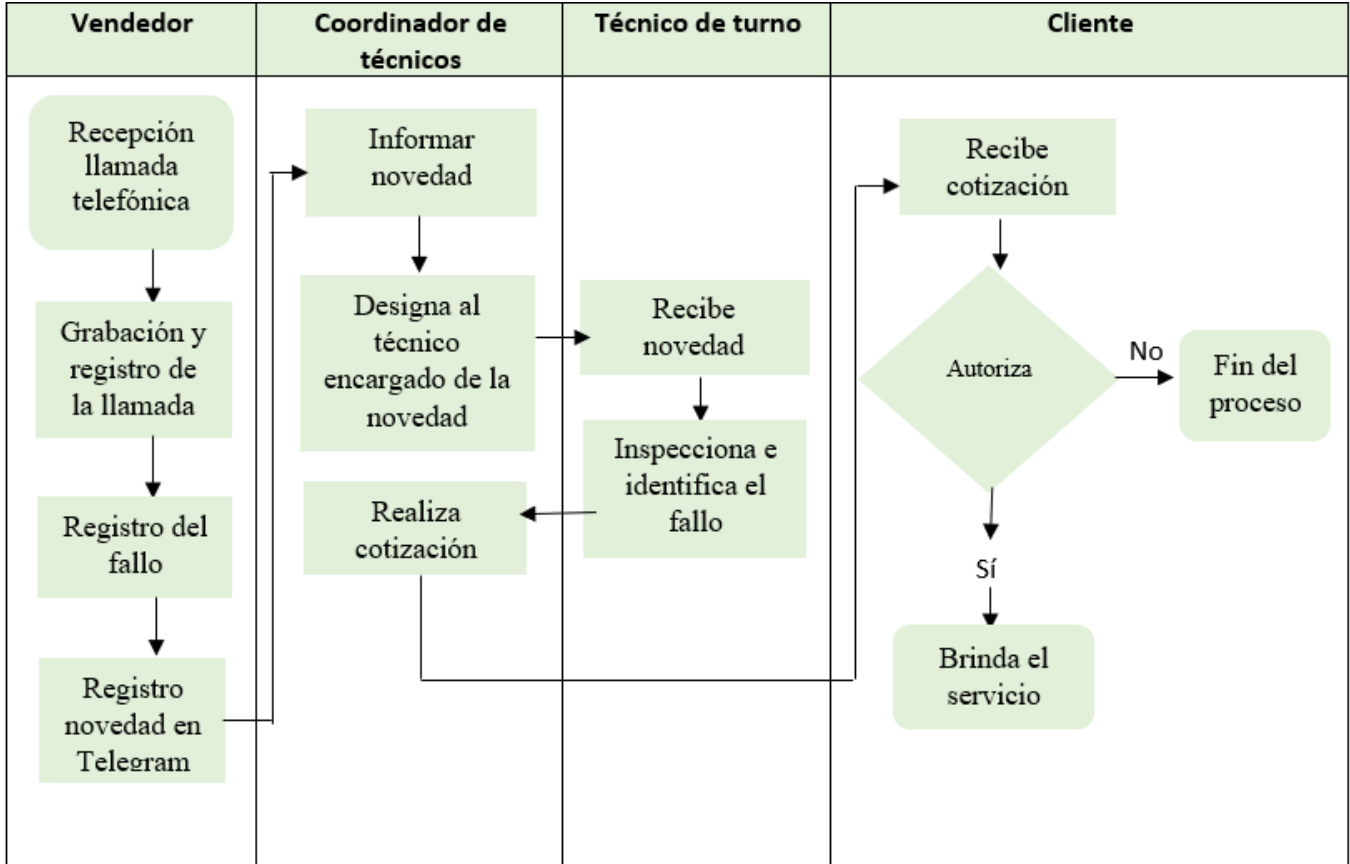 Vendedor
Coordinador de
técnicos
Técnico de turno
Cliente
Recepción
llamada
telefónica
Grabación y
registro de
la llamada
Registro del
fallo
Registro
novedad en
Telegram
Informar
novedad
Designa al
técnico
encargado de la
novedad
Realiza
cotización
Recibe
novedad
Inspecciona e
identifica el
fallo
Recibe
cotización
Autoriza
No
Fin del
proceso
Sí
Brinda el
servicio